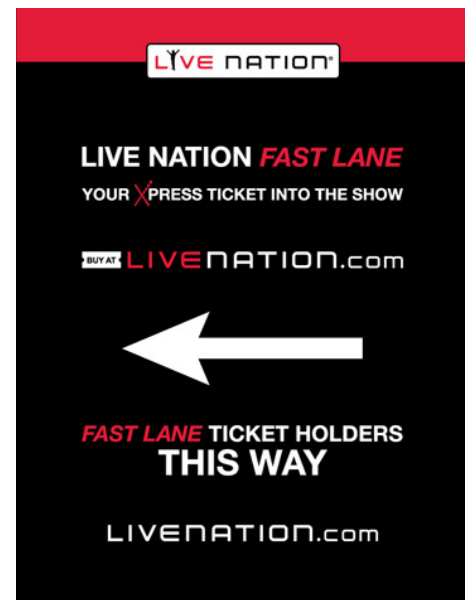 LIVE NATION®
LIVE NATION FAST LANE
YOUR XPRESS TICKET INTO THE SHOW
BUY AT LIVENATION.com
FAST LANE TICKET HOLDERS
THIS WAY
LIVENATION.com